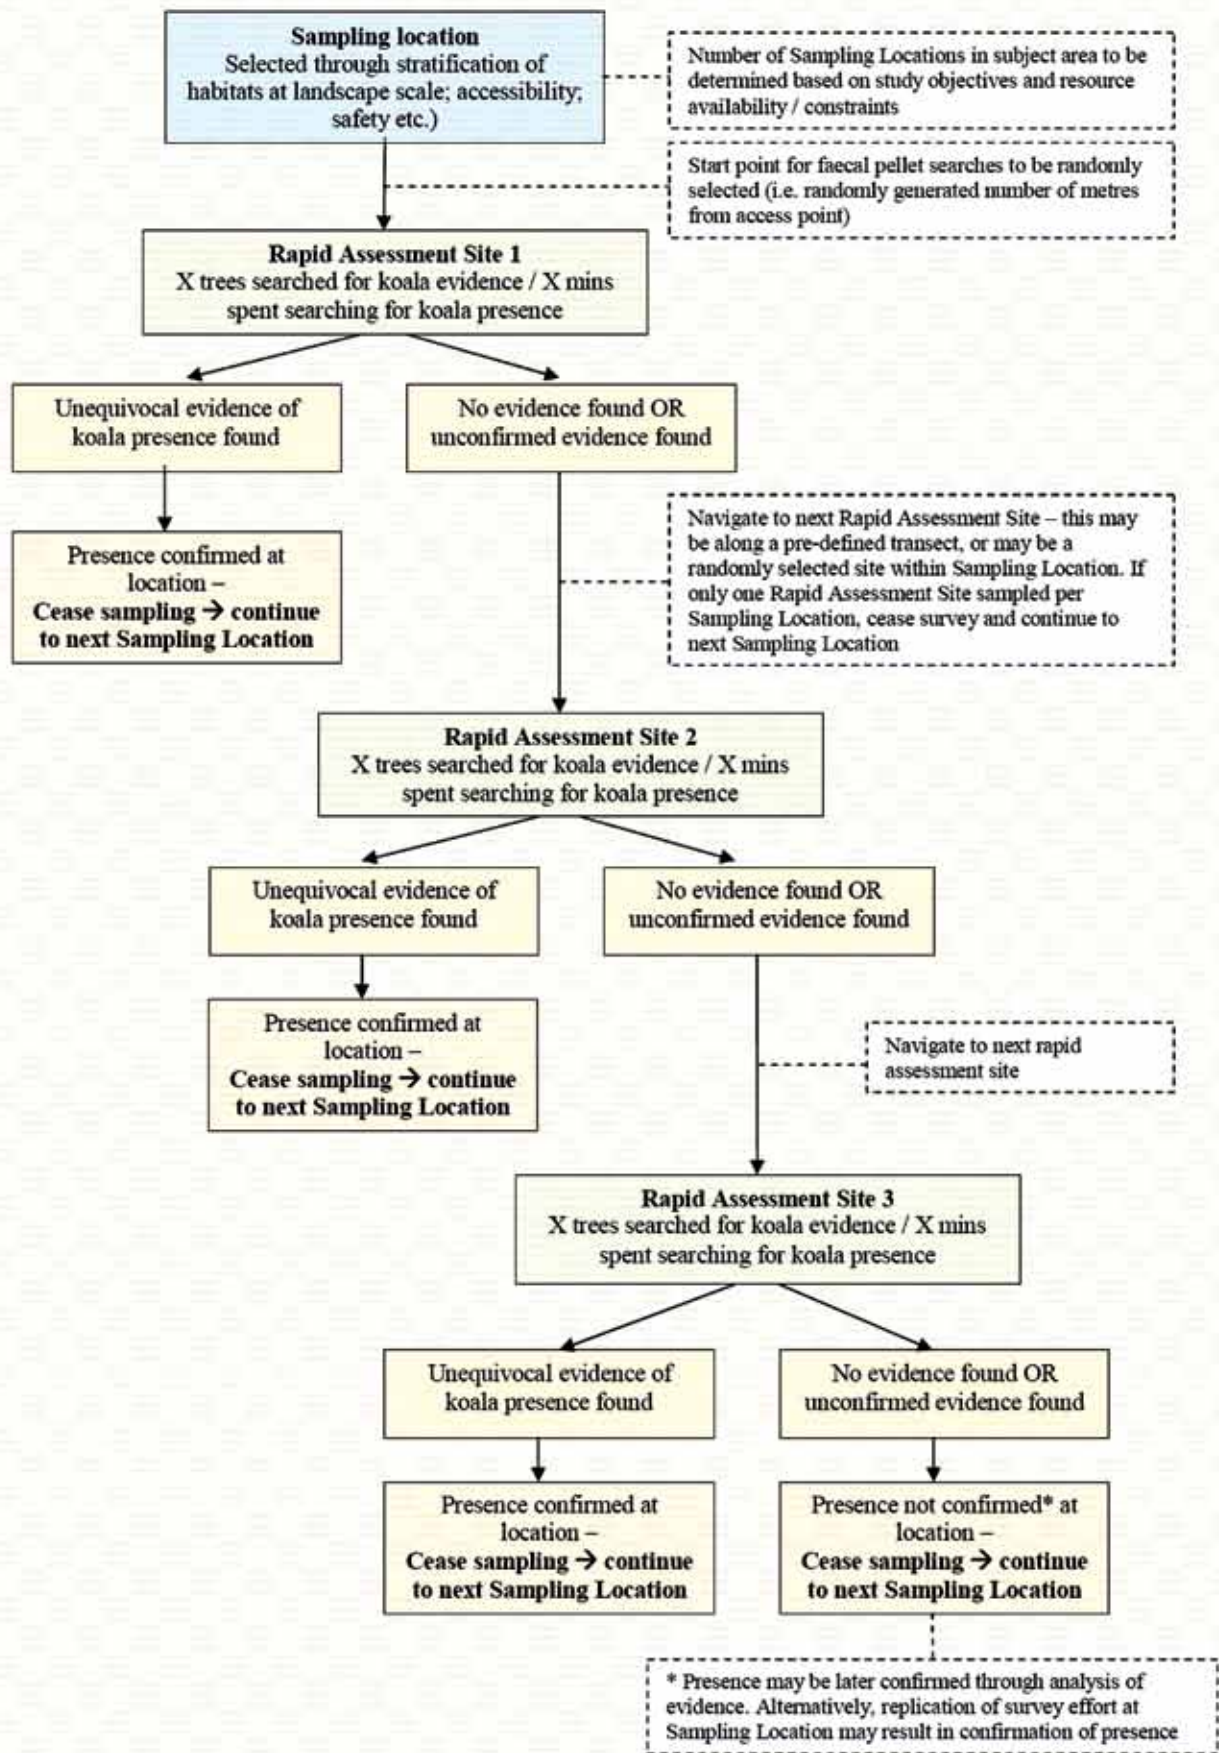 Sampling location
Selected through stratification of
habitats at landscape scale; accessibility;
safety etc.)
Number of Sampling Locations in subject area to be
determined based on study objectives and resource
availability / constraints
Start point for faecal pellet searches to be randomly
selected (i.e. randomly generated number of metres
from access point)
Rapid Assessment Site 1
X trees searched for koala evidence / X mins
spent searching for koala presence
Unequivocal evidence of
koala presence found
No evidence found OR
unconfirmed evidence found
Presence confirmed at
location –
Cease sampling → continue
to next Sampling Location
Navigate to next Rapid Assessment Site – this may
be along a pre-defined transect, or may be a
randomly selected site within Sampling Location. If
only one Rapid Assessment Site sampled per
Sampling Location, cease survey and continue to
next Sampling Location
Rapid Assessment Site 2
X trees searched for koala evidence / X mins
spent searching for koala presence
Unequivocal evidence of
koala presence found
No evidence found OR
unconfirmed evidence found
Presence confirmed at
location –
Cease sampling → continue
to next Sampling Location
Navigate to next rapid
assessment site
Rapid Assessment Site 3
X trees searched for koala evidence / X mins
spent searching for koala presence
Unequivocal evidence of
koala presence found
No evidence found OR
unconfirmed evidence found
Presence confirmed at
location –
Cease sampling → continue
to next Sampling Location
Presence not confirmed* at
location –
Cease sampling → continue
to next Sampling Location
* Presence may be later confirmed through analysis of
evidence. Alternatively, replication of survey effort at
Sampling Location may result in confirmation of presence